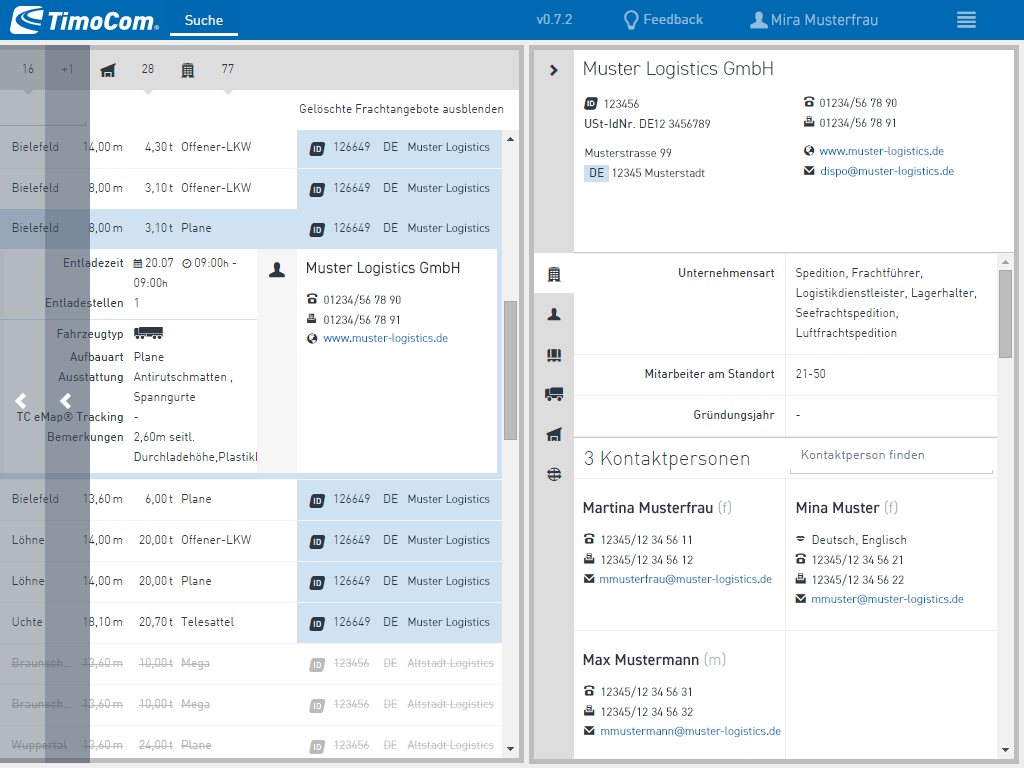 TimoCom®
Suche
v0.7.2
Feedback
Mira Musterfrau
16
+1
28
77
Gelöschte Frachtangebote ausblenden
Bielefeld 14,00 m 4,30 t Offener-LKW ID 126649 DE Muster Logistics
Bielefeld 8,00 m 3,10 t Offener-LKW ID 126649 DE Muster Logistics
Bielefeld 8,00 m 3,10 t Plane ID 126649 DE Muster Logistics
Entladezeit 20.07 09:00h -
09:00h
Entladestellen 1
Fahrzeugtyp
Aufbauart Plane
Ausstattung Antirutschmatten ,
Spanngurte
TC eMap® Tracking -
Bemerkungen 2,60m seitl.
Durchladehöhe,Plastikl
Muster Logistics GmbH
01234/56 78 90
01234/56 78 91
www.muster-logistics.de
Bielefeld 13,60 m 6,00 t Plane ID 126649 DE Muster Logistics
Löhne 14,00 m 20,00 t Offener-LKW ID 126649 DE Muster Logistics
Löhne 14,00 m 20,00 t Plane ID 126649 DE Muster Logistics
Uchte 18,10 m 20,70 t Telesattel ID 126649 DE Muster Logistics
Braunsch... 13,60 m 10,00 t Mega ID 123456 DE Altstadt Logistics
Braunsch... 13,60 m 10,00 t Mega ID 123456 DE Altstadt Logistics
Wuppertal 13,60 m 24,00 t Plane ID 123456 DE Altstadt Logistics
Muster Logistics GmbH
ID 123456
USt-IdNr. DE12 3456789
Musterstrasse 99
DE 12345 Musterstadt
01234/56 78 90
01234/56 78 91
www.muster-logistics.de
dispo@muster-logistics.de
Unternehmensart Spedition, Frachtführer,
Logistikdienstleister, Lagerhalter,
Seefrachtspedition,
Luftfrachtspedition
Mitarbeiter am Standort 21-50
Gründungsjahr -
3 Kontaktpersonen
Kontaktperson finden
Martina Musterfrau (f)
12345/12 34 56 11
12345/12 34 56 12
mmusterfrau@muster-logistics.de
Mina Muster (f)
Deutsch, Englisch
12345/12 34 56 21
12345/12 34 56 22
mmuster@muster-logistics.de
Max Mustermann (m)
12345/12 34 56 31
12345/12 34 56 32
mmustermann@muster-logistics.de